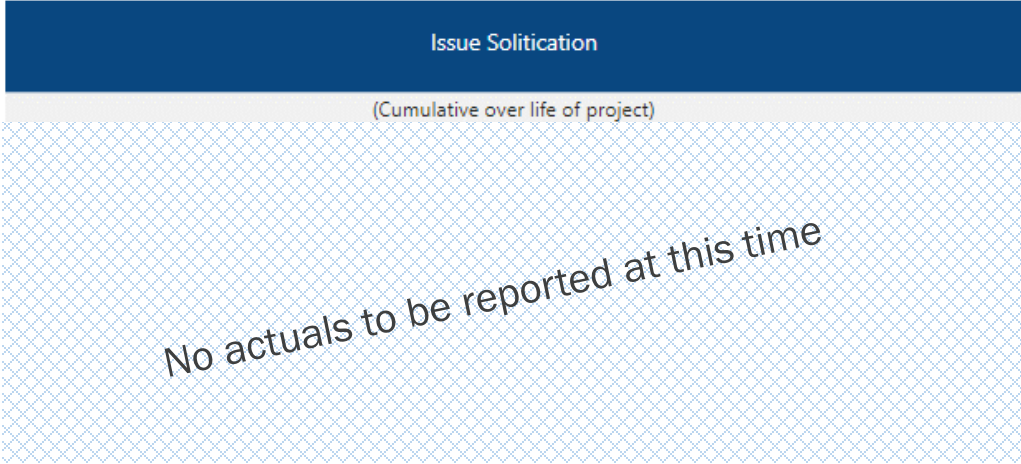 Issue Solitication
(Cumulative over life of project)
No actuals to be reported at this time